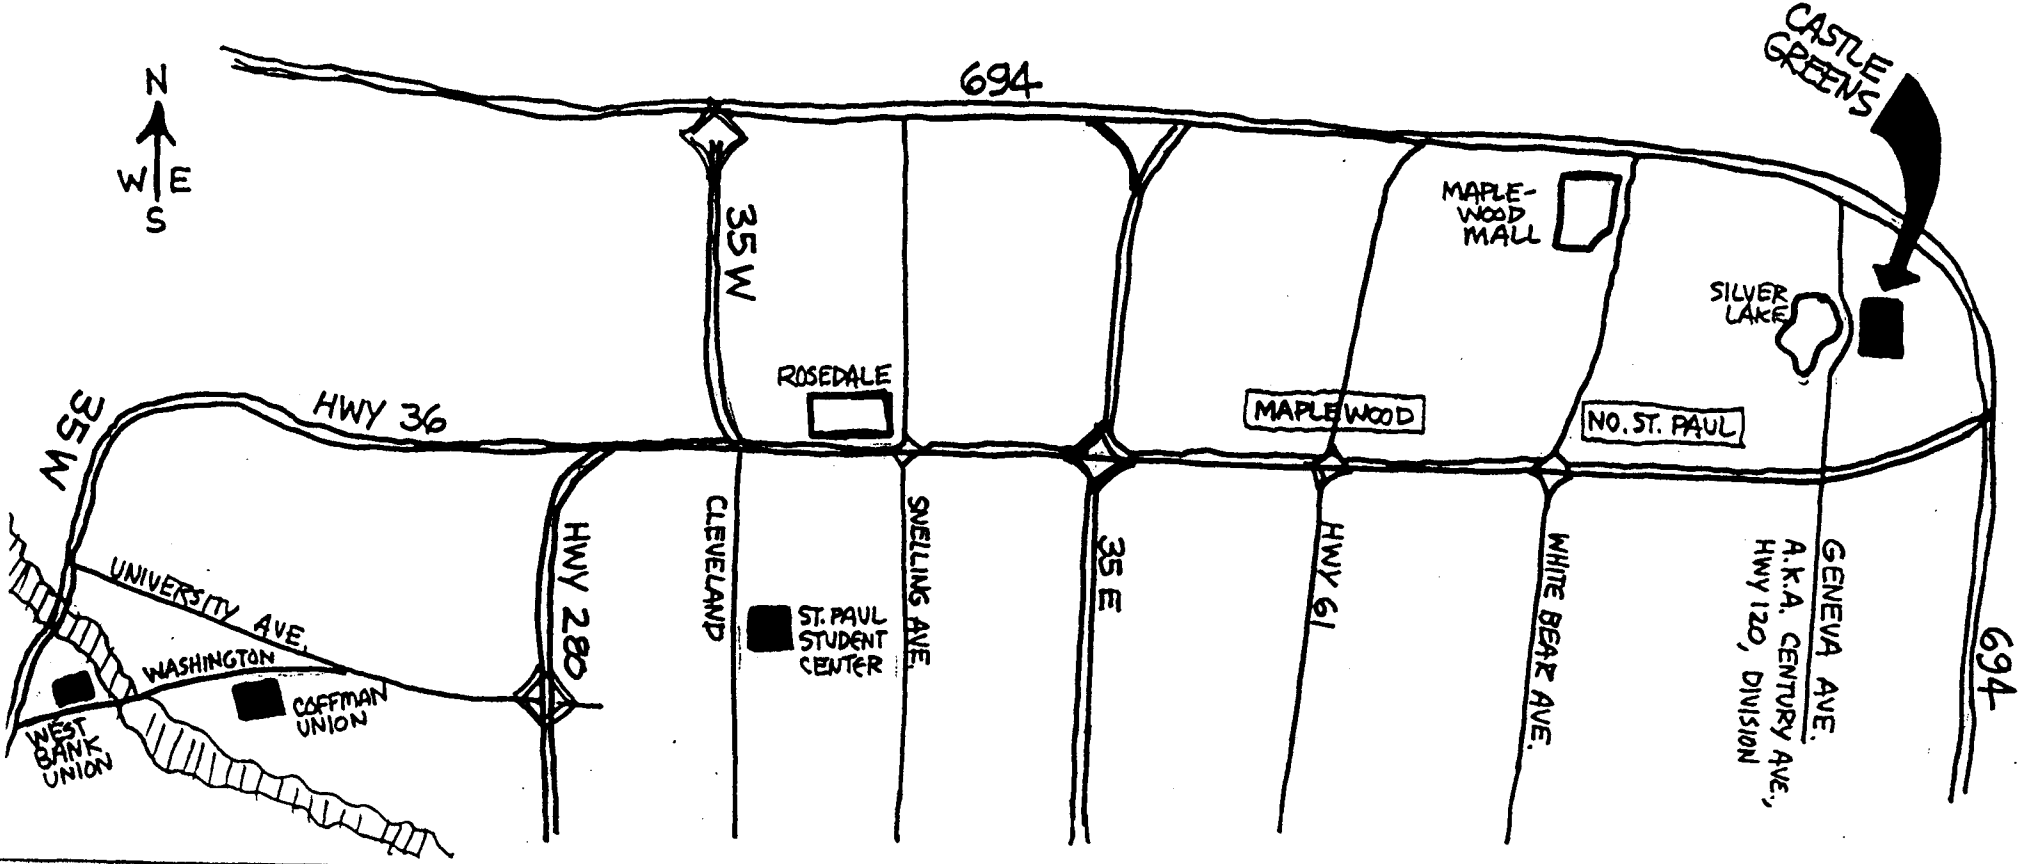 CASTLE
GREENS
694
N
W E
S
35W
MAPLE-
WOOD
MALL
SILVER
LAKE
ROSEDALE
35W
HWY 36
MAPLEWOOD
NO. ST. PAUL
CLEVELAND
SNELLING AVE.
HWY 280
35E
HWY 61
WHITE BEAR AVE.
GENEVA AVE.
A.K.A. CENTURY AVE.,
HWY 120, DIVISION
UNIVERSITY AVE.
ST. PAUL
STUDENT
CENTER
WASHINGTON
COFFMAN
UNION
WEST
BANK
UNION
694